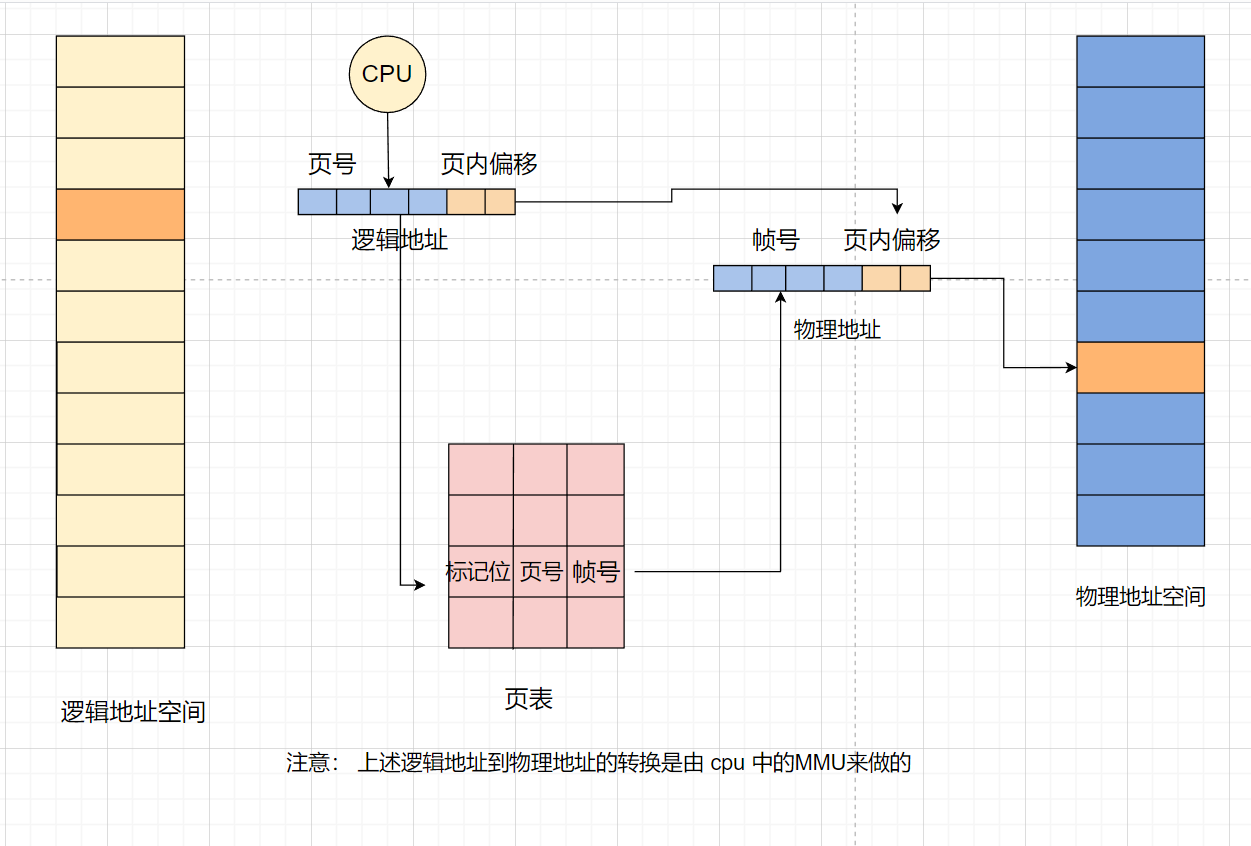 CPU
页号
页内偏移
逻辑地址
帧号
页内偏移
物理地址
标记位
页号
帧号
物理地址空间
页表
逻辑地址空间
注意： 上述逻辑地址到物理地址的转换是由 cpu 中的MMU来做的